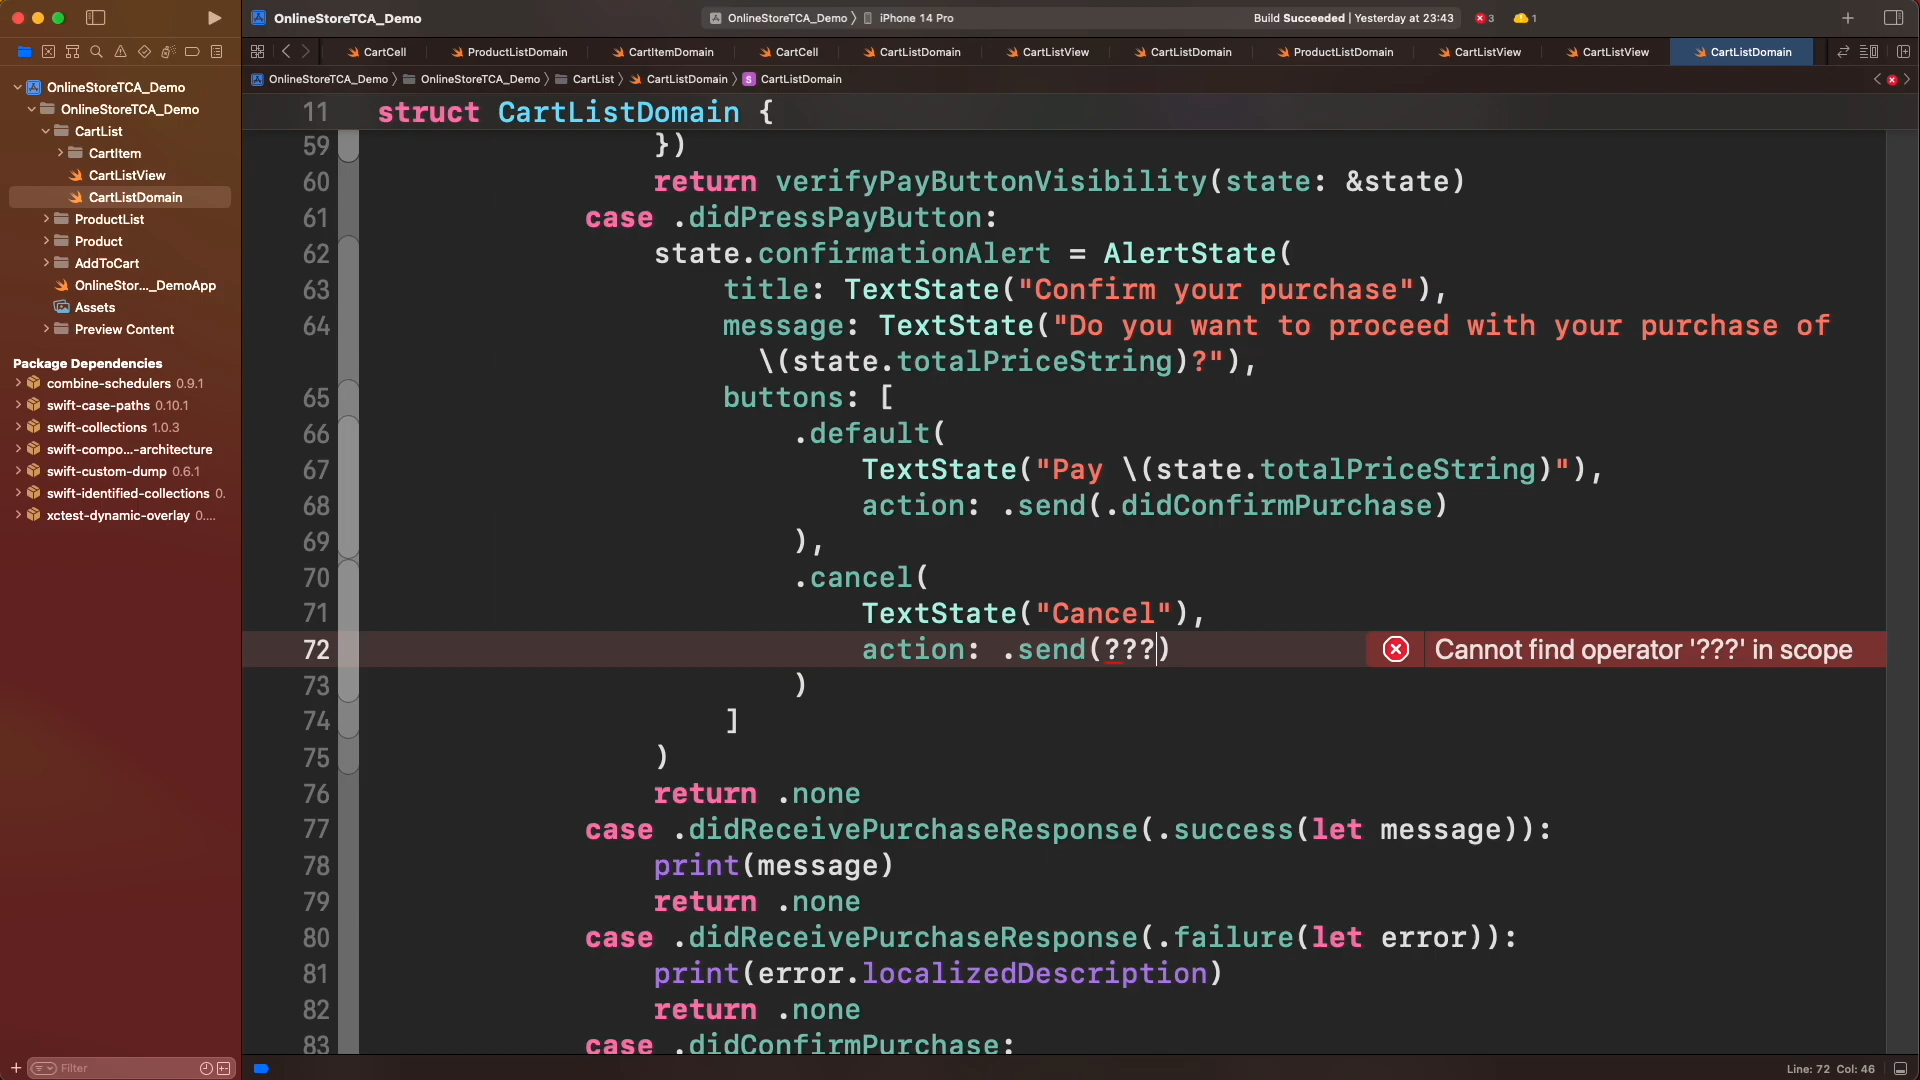 OnlineStoreTCA_Demo
OnlineStoreTCA_Demo
iPhone 14 Pro
Build Succeeded | Yesterday at 23:43
3
1
CartCell
ProductListDomain
CartItemDomain
CartCell
CartListDomain
CartListView
CartListDomain
ProductListDomain
CartListView
CartListView
CartListDomain
OnlineStoreTCA_Demo
OnlineStoreTCA_Demo
CartList
CartListDomain
S CartListDomain
OnlineStoreTCA_Demo
OnlineStoreTCA_Demo
CartList
CartItem
CartListView
CartListDomain
ProductList
Product
AddToCart
OnlineStor..._DemoApp
Assets
Preview Content
Package Dependencies
combine-schedulers 0.9.1
swift-case-paths 0.10.1
swift-collections 1.0.3
swift-compo...-architecture
swift-custom-dump 0.6.1
swift-identified-collections 0.
xctest-dynamic-overlay 0....
Filter
11 struct CartListDomain {
59 })
60 return verifyPayButtonVisibility(state: &state)
61 case .didPressPayButton:
62 state.confirmationAlert = AlertState(
63 title: TextState("Confirm your purchase"),
64 message: TextState("Do you want to proceed with your purchase of
\(state.totalPriceString)?"),
65 buttons: [
66 .default(
67 TextState("Pay \(state.totalPriceString)"),
68 action: .send(.didConfirmPurchase)
69 ),
70 .cancel(
71 TextState("Cancel"),
72 action: .send(???) Cannot find operator '???' in scope
73 )
74 ]
75 )
76 return .none
77 case .didReceivePurchaseResponse(.success(let message)):
78 print(message)
79 return .none
80 case .didReceivePurchaseResponse(.failure(let error)):
81 print(error.localizedDescription)
82 return .none
83 case .didConfirmPurchase:
Line: 72 Col: 46